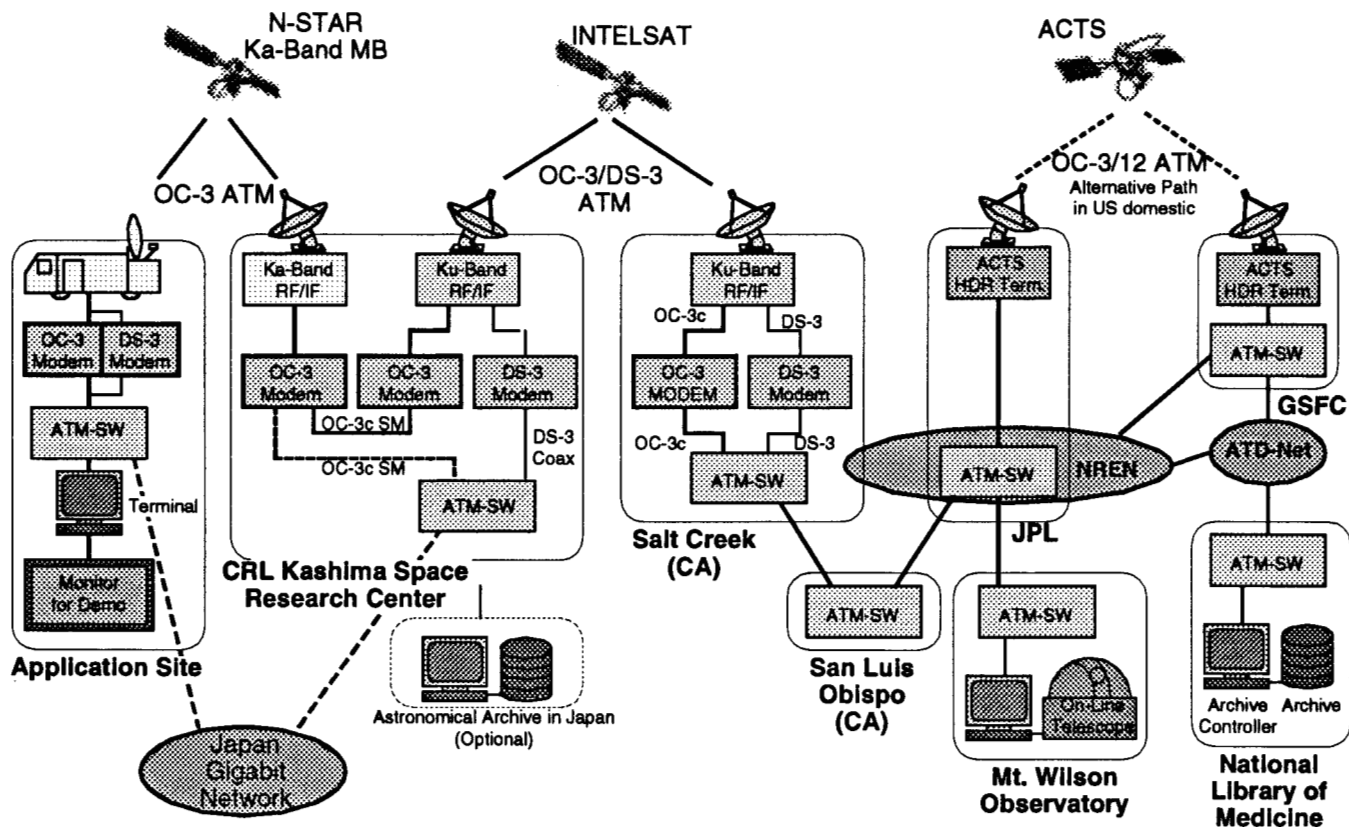 N-STAR
Ka-Band MB
INTELSAT
ACTS
OC-3 ATM
OC-3/DS-3
ATM
OC-3/12 ATM
Alternative Path
in US domestic
Ka-Band
RF/IF
Ku-Band
RF/IF
Ku-Band
RF/IF
ACTS
HDR Term.
ACTS
HDR Term.
OC-3c
DS-3
OC-3
Modem
DS-3
Modem
OC-3
Modem
OC-3
Modem
DS-3
Modem
OC-3
MODEM
DS-3
Modem
ATM-SW
GSFC
OC-3c SM
OC-3c SM
DS-3
Coax
OC-3c
DS-3
ATM-SW
ATM-SW
ATM-SW
ATM-SW
NREN
ATD-Net
Terminal
Monitor
for Demo
Application Site
CRL Kashima Space
Research Center
Salt Creek
(CA)
JPL
ATM-SW
San Luis
Obispo
(CA)
ATM-SW
On-Line
Telescope
Mt. Wilson
Observatory
ATM-SW
Archive
Controller
Archive
National
Library of
Medicine
Astronomical Archive in Japan
(Optional)
Japan
Gigabit
Network